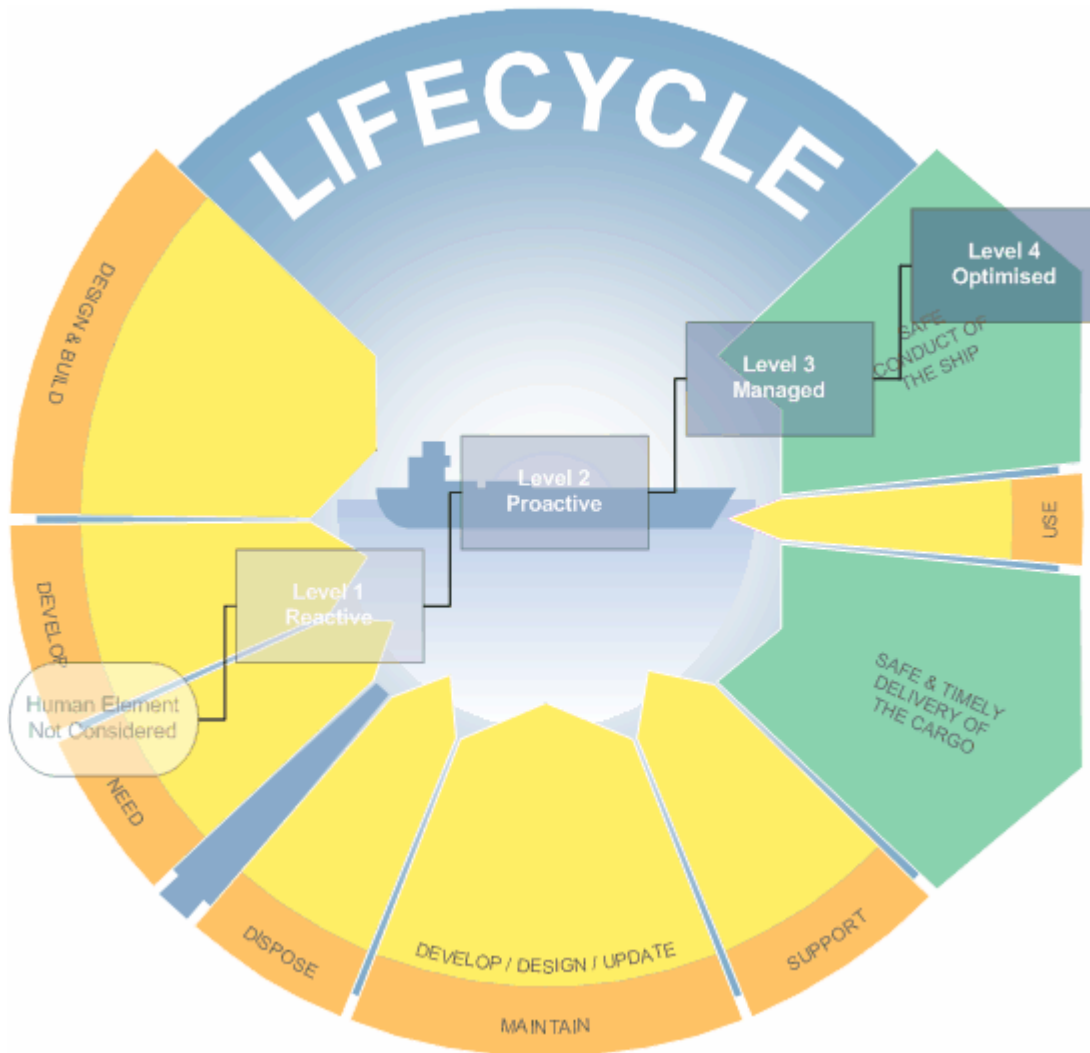 LIFECYCLE
DESIGN & BUILD
Level 4
Optimised
SAFE
CONDUCT OF
THE SHIP
Level 3
Managed
Level 2
Proactive
USE
Level 1
Reactive
DEVELOP
Human Element
Not Considered
NEED
SAFE & TIMELY
DELIVERY OF
THE CARGO
DISPOSE
DEVELOP / DESIGN / UPDATE
MAINTAIN
SUPPORT